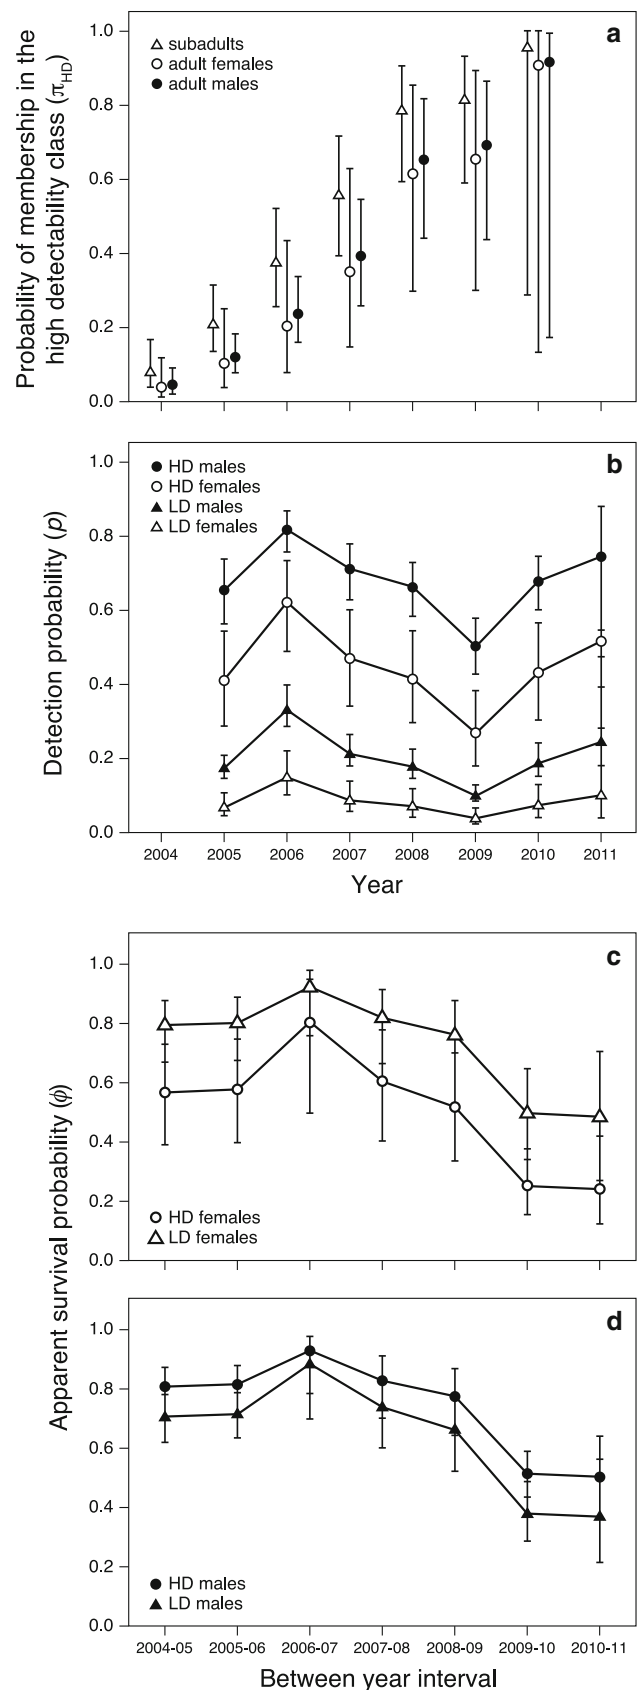 Probability of membership in the
high detectability class (πHD)
a
1.0
0.8
0.6
0.4
0.2
0.0
subadults
adult females
adult males
Detection probability (p)
b
1.0
0.8
0.6
0.4
0.2
0.0
HD males
HD females
LD males
LD females
2004 2005 2006 2007 2008 2009 2010 2011
Year
Apparent survival probability (ϕ)
c
1.0
0.8
0.6
0.4
0.2
0.0
HD females
LD females
d
1.0
0.8
0.6
0.4
0.2
0.0
HD males
LD males
2004-05 2005-06 2006-07 2007-08 2008-09 2009-10 2010-11
Between year interval